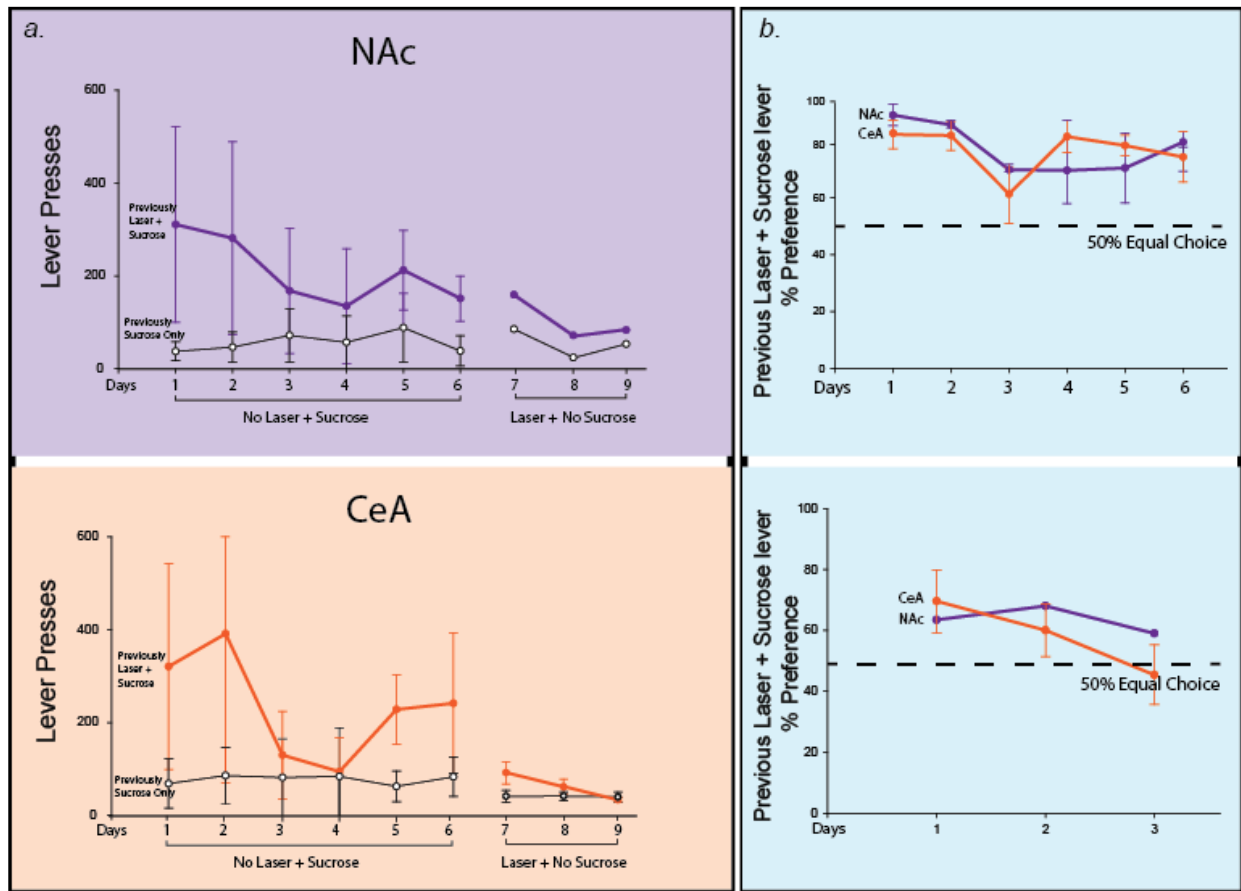 a.
NAc
Lever Presses
600
400
200
0
Previously
Laser +
Sucrose
Previously
Sucrose Only
Days 1 2 3 4 5 6 7 8 9
No Laser + Sucrose
Laser + No Sucrose
CeA
Lever Presses
600
400
200
0
Previously
Laser +
Sucrose
Previously
Sucrose Only
Days 1 2 3 4 5 6 7 8 9
No Laser + Sucrose
Laser + No Sucrose
b.
Previous Laser + Sucrose lever
% Preference
100
80
60
40
20
0
NAc
CeA
50% Equal Choice
Days 1 2 3 4 5 6
Previous Laser + Sucrose lever
% Preference
100
80
60
40
20
0
CeA
NAc
50% Equal Choice
Days 1 2 3